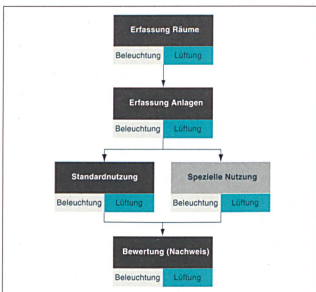 Erfassung Räume
Beleuchtung Lüftung
Erfassung Anlagen
Beleuchtung Lüftung
Standardnutzung Spezielle Nutzung
Beleuchtung Lüftung Beleuchtung Lüftung
Bewertung (Nachweis)
Beleuchtung Lüftung